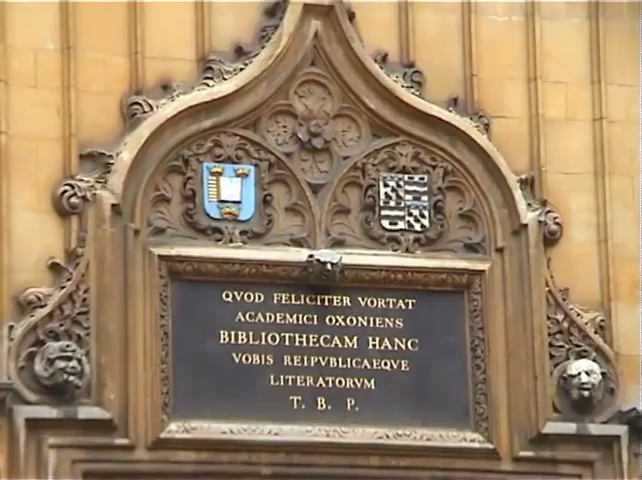 QVOD FELICITER VORTAT
ACADEMICI OXONIENS
BIBLIOTHECAM HANC
VOBIS REIPVBLICAEQVE
LITERATORVM
T. B. P.